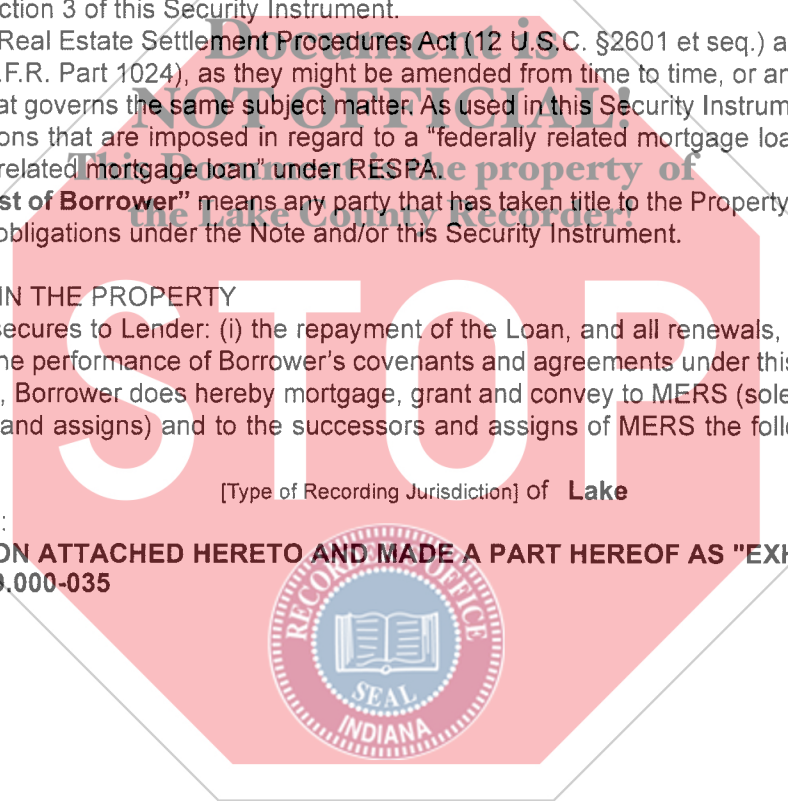 ction 3 of this Security Instrument.
Document is
Real Estate Settlement Procedures Act (12 U.S.C. §2601 et seq.) a
.F.R. Part 1024), as they might be amended from time to time, or an
NOT OFFICIAL!
at governs the same subject matter. As used in this Security Instrum
ons that are imposed in regard to a "federally related mortgage loa
related mortgage loan" under RESPA.
This Document is the property of
st of Borrower” means any party that has taken title to the Property,
the Lake County Recorder!
obligations under the Note and/or this Security Instrument.
IN THE PROPERTY
STOP
secures to Lender: (i) the repayment of the Loan, and all renewals,
ne performance of Borrower's covenants and agreements under this
, Borrower does hereby mortgage, grant and convey to MERS (sole
and assigns) and to the successors and assigns of MERS the follo
[Type of Recording Jurisdiction] of Lake
:
ON ATTACHED HERETO AND MADE A PART HEREOF AS "EXH
.000-035
RECORDER'S OFFICE
SEAL
INDIANA